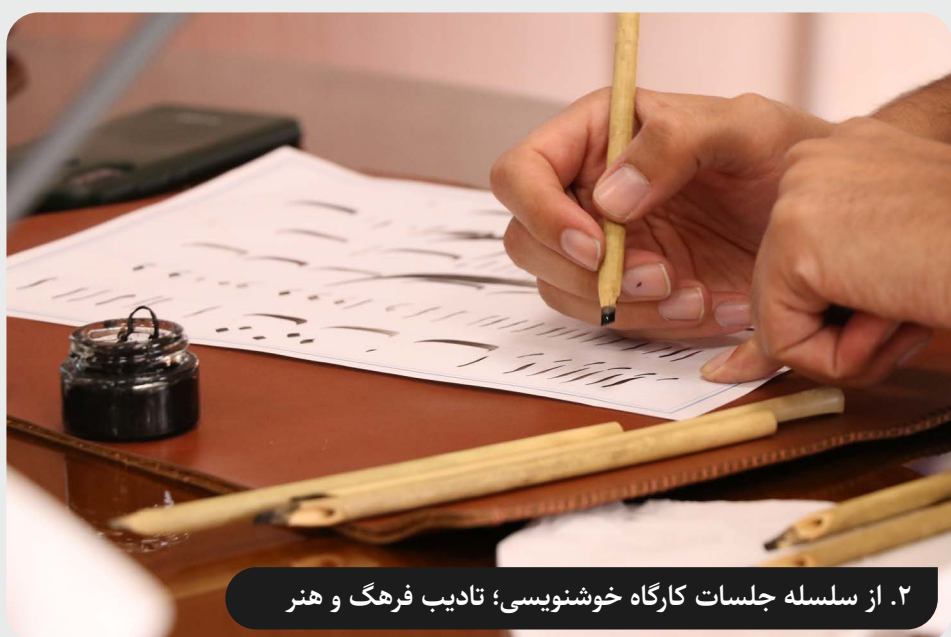 ۲. از سلسله جلسات کارگاه خوشنویسی؛ تادیب فرهگ و هنر